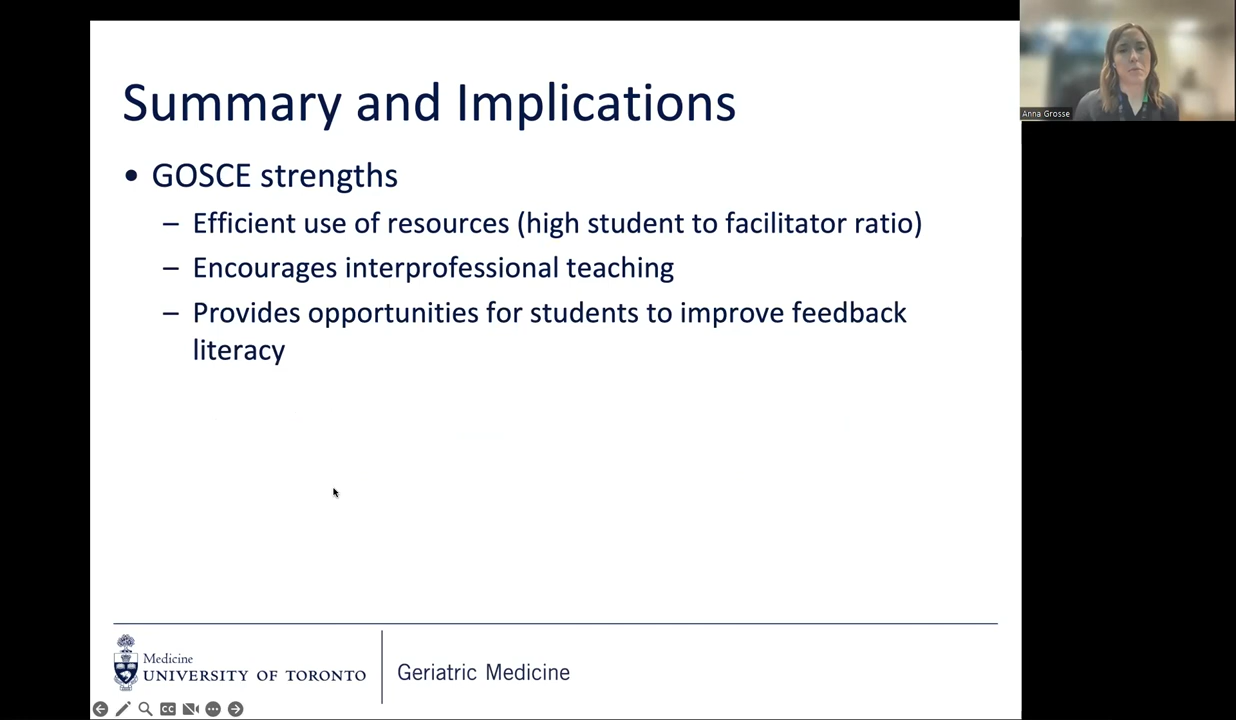 Summary and Implications
• GOSCE strengths
– Efficient use of resources (high student to facilitator ratio)
– Encourages interprofessional teaching
– Provides opportunities for students to improve feedback
literacy
Anna Grosse
Medicine
UNIVERSITY OF TORONTO
Geriatric Medicine
CC